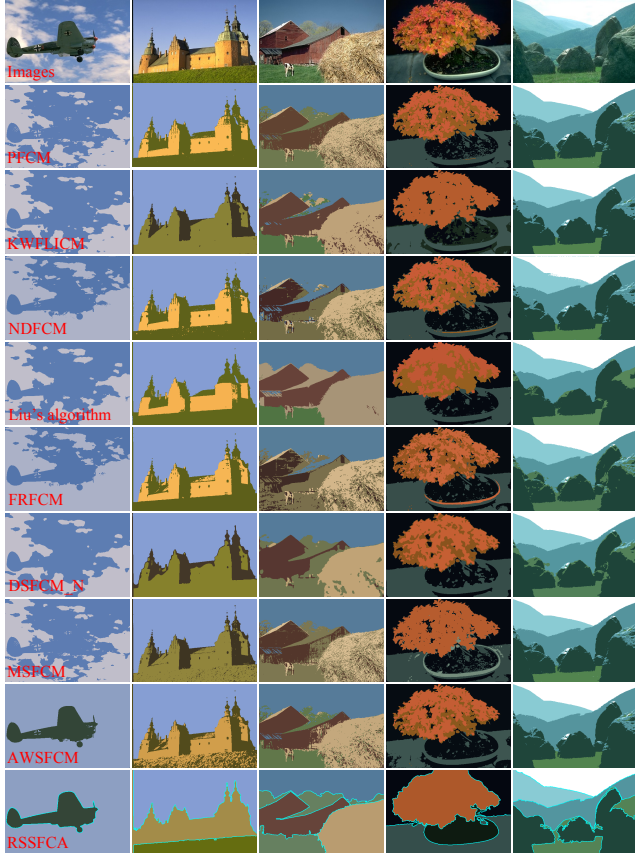 Images
PFCM
KWFLICM
NDFCM
Liu's algorithm
FRFCM
DSFCM_N
MSFCM
AWSFCM
RSSFCA